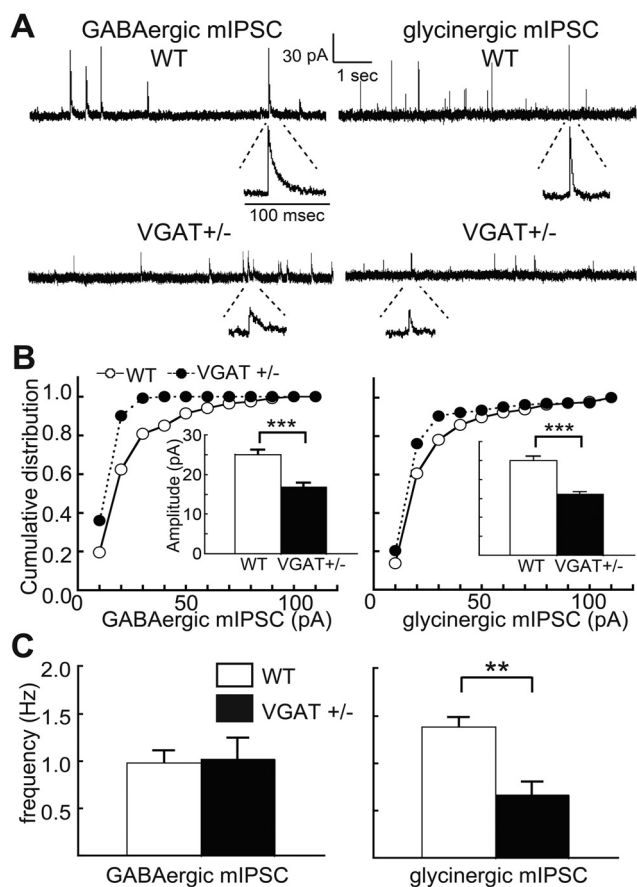 A
GABAergic mIPSC
WT
30 pA
1 sec
glycinergic mIPSC
WT
100 msec
VGAT+/-
VGAT+/-
B
WT
VGAT +/-
Cumulative distribution
1.0
0.8
0.6
0.4
0.2
0.0
Amplitude (pA)
30
25
20
15
10
5
0
***
WT VGAT+/-
0 50 100
GABAergic mIPSC (pA)
***
WT VGAT+/-
0 50 100
glycinergic mIPSC (pA)
C
frequency (Hz)
2.0
1.5
1.0
0.5
WT
VGAT +/-
GABAergic mIPSC
**
glycinergic mIPSC